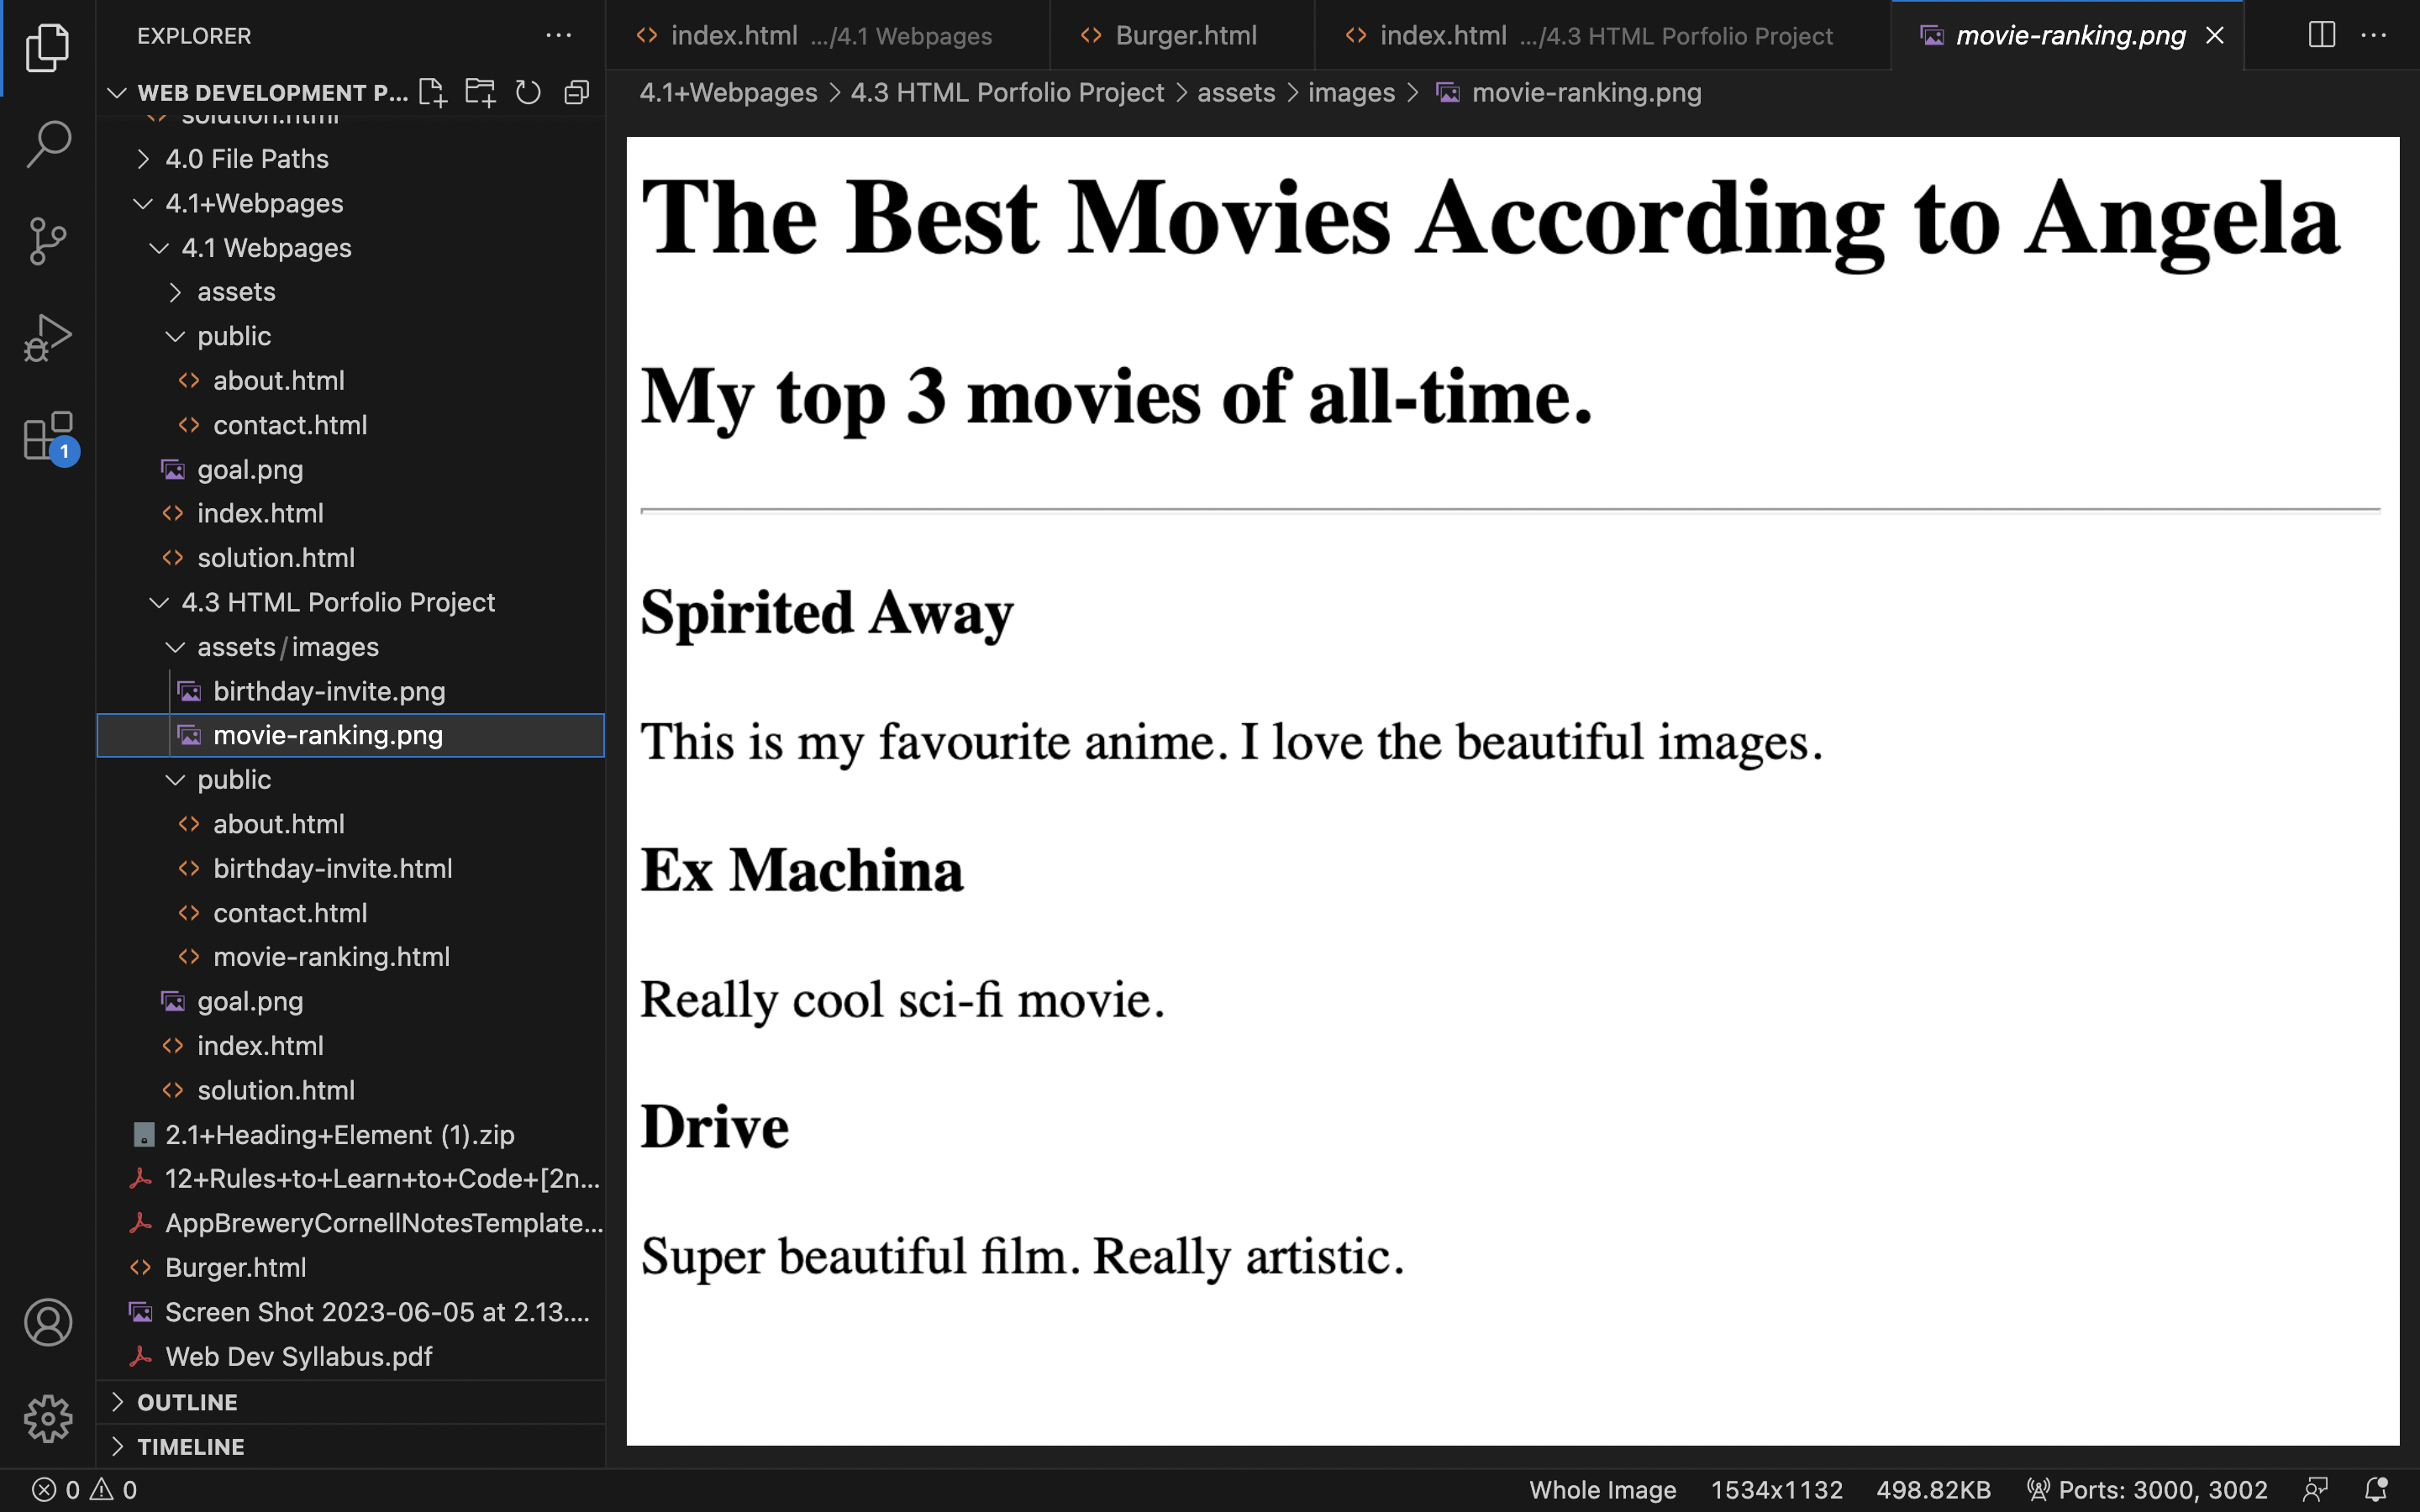 EXPLORER
WEB DEVELOPMENT P...
solution.html
4.0 File Paths
4.1+Webpages
4.1 Webpages
assets
public
about.html
contact.html
goal.png
index.html
solution.html
4.3 HTML Porfolio Project
assets/images
birthday-invite.png
movie-ranking.png
public
about.html
birthday-invite.html
contact.html
movie-ranking.html
goal.png
index.html
solution.html
2.1+Heading+Element (1).zip
12+Rules+to+Learn+to+Code+[2n...
AppBreweryCornellNotesTemplate...
Burger.html
Screen Shot 2023-06-05 at 2.13....
Web Dev Syllabus.pdf
OUTLINE
TIMELINE
1
index.html .../4.1 Webpages
Burger.html
index.html .../4.3 HTML Porfolio Project
movie-ranking.png
4.1+Webpages > 4.3 HTML Porfolio Project > assets > images > movie-ranking.png
The Best Movies According to Angela
My top 3 movies of all-time.
Spirited Away
This is my favourite anime. I love the beautiful images.
Ex Machina
Really cool sci-fi movie.
Drive
Super beautiful film. Really artistic.
0 0
Whole Image 1534x1132 498.82KB Ports: 3000, 3002